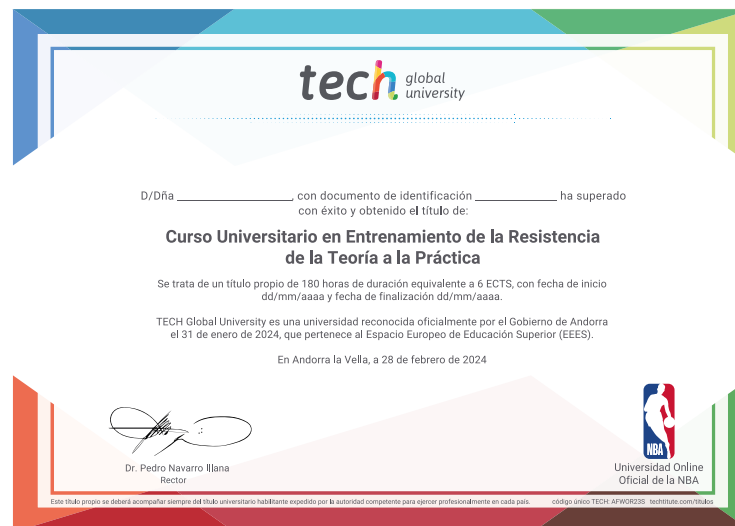 tech global university
D/Dña ____________________, con documento de identificación ______________ ha superado
con éxito y obtenido el título de:
Curso Universitario en Entrenamiento de la Resistencia
de la Teoría a la Práctica
Se trata de un título propio de 180 horas de duración equivalente a 6 ECTS, con fecha de inicio
dd/mm/aaaa y fecha de finalización dd/mm/aaaa.
TECH Global University es una universidad reconocida oficialmente por el Gobierno de Andorra
el 31 de enero de 2024, que pertenece al Espacio Europeo de Educación Superior (EEES).
En Andorra la Vella, a 28 de febrero de 2024
Dr. Pedro Navarro Illana
Rector
NBA
Universidad Online
Oficial de la NBA
Este título propio se deberá acompañar siempre del título universitario habilitante expedido por la autoridad competente para ejercer profesionalmente en cada país. código único TECH: AFWOR23S techtitute.com/titulos